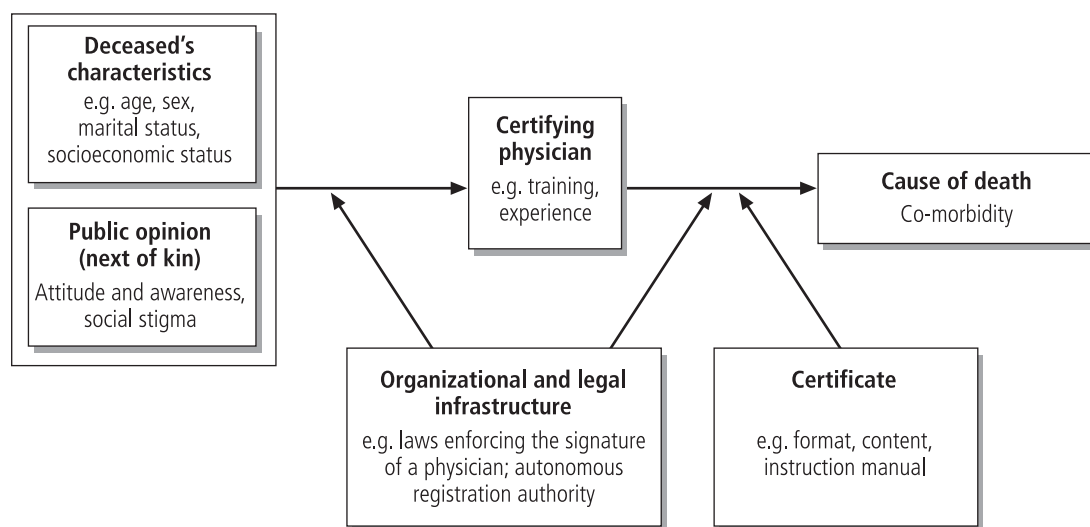 Deceased's
characteristics
e.g. age, sex,
marital status,
socioeconomic status
Public opinion
(next of kin)
Attitude and awareness,
social stigma
Certifying
physician
e.g. training,
experience
Cause of death
Co-morbidity
Organizational and legal
infrastructure
e.g. laws enforcing the signature
of a physician; autonomous
registration authority
Certificate
e.g. format, content,
instruction manual